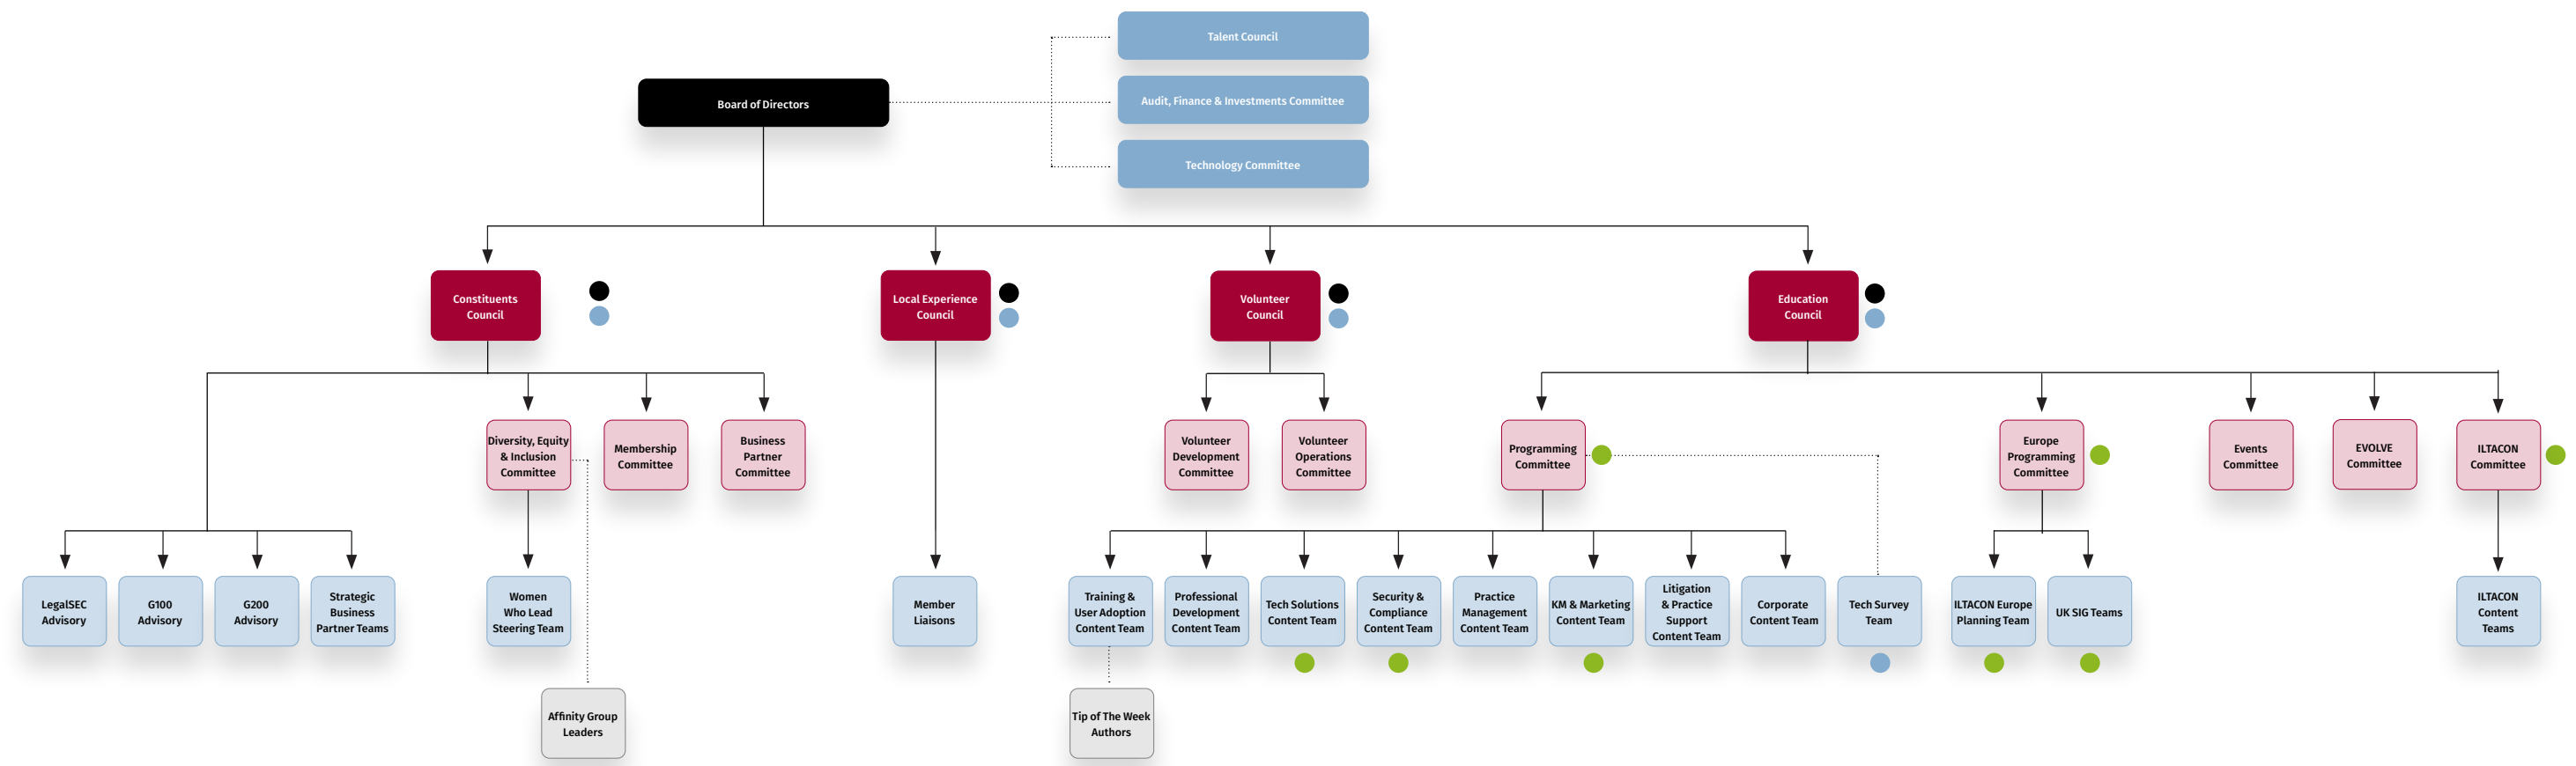 Talent Council
Board of Directors
Audit, Finance & Investments Committee
Technology Committee
Constituents
Council
Local Experience
Council
Volunteer
Council
Education
Council
Diversity, Equity
& Inclusion
Committee
Membership
Committee
Business
Partner
Committee
Volunteer
Development
Committee
Volunteer
Operations
Committee
Programming
Committee
Europe
Programming
Committee
Events
Committee
EVOLVE
Committee
ILTACON
Committee
LegalSEC
Advisory
G100
Advisory
G200
Advisory
Strategic
Business
Partner Teams
Women
Who Lead
Steering Team
Member
Liaisons
Training &
User Adoption
Content Team
Professional
Development
Content Team
Tech Solutions
Content Team
Security &
Compliance
Content Team
Practice
Management
Content Team
KM & Marketing
Content Team
Litigation
& Practice
Support
Content Team
Corporate
Content Team
Tech Survey
Team
ILTACON Europe
Planning Team
UK SIG Teams
ILTACON
Content
Teams
Affinity Group
Leaders
Tip of The Week
Authors